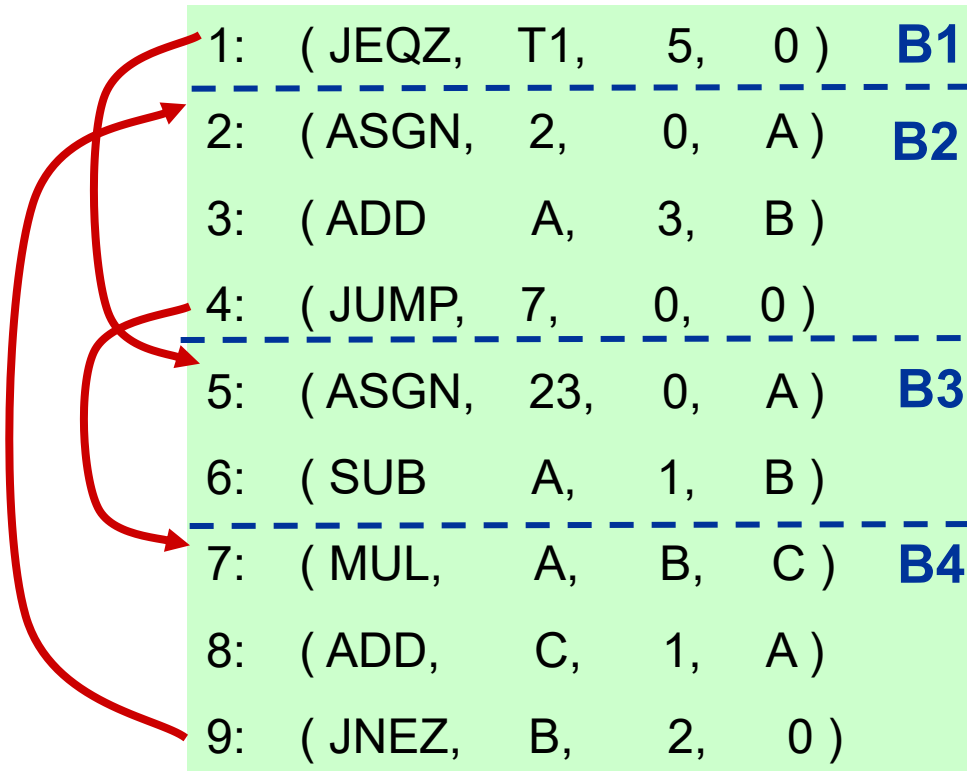 1: ( JEQZ, T1, 5, 0 ) B1
2: ( ASGN, 2, 0, A ) B2
3: ( ADD A, 3, B )
4: ( JUMP, 7, 0, 0 )
5: ( ASGN, 23, 0, A ) B3
6: ( SUB A, 1, B )
7: ( MUL, A, B, C ) B4
8: ( ADD, C, 1, A )
9: ( JNEZ, B, 2, 0 )